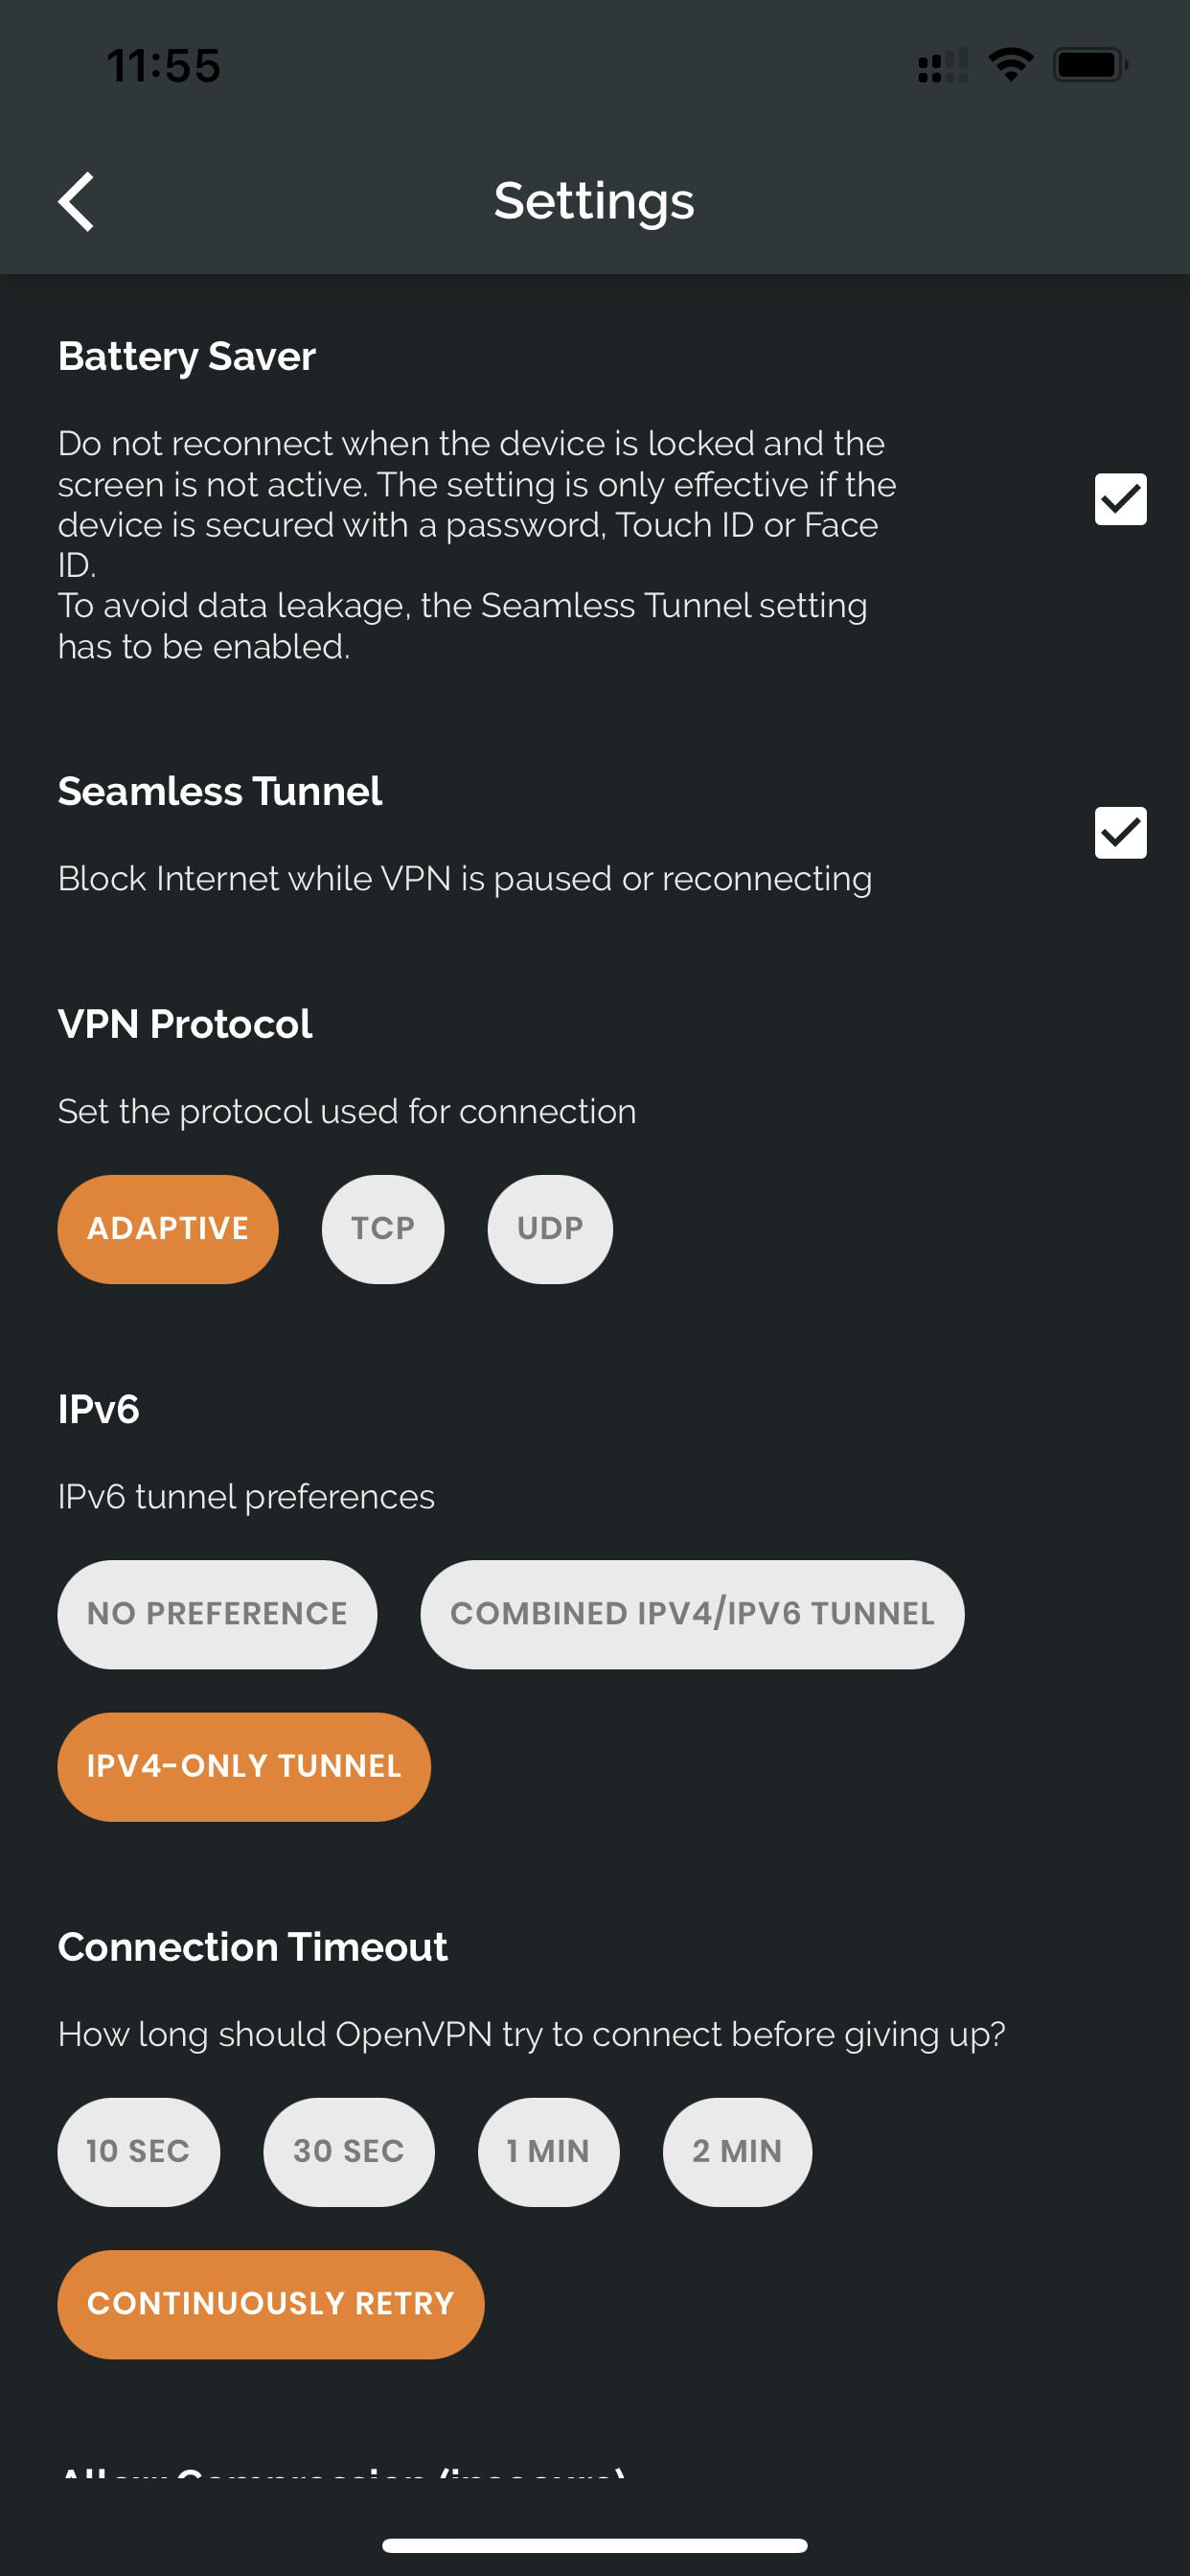 11:55
Settings
Battery Saver
Do not reconnect when the device is locked and the
screen is not active. The setting is only effective if the
device is secured with a password, Touch ID or Face
ID.
To avoid data leakage, the Seamless Tunnel setting
has to be enabled.
Seamless Tunnel
Block Internet while VPN is paused or reconnecting
VPN Protocol
Set the protocol used for connection
ADAPTIVE TCP UDP
IPv6
IPv6 tunnel preferences
NO PREFERENCE COMBINED IPV4/IPV6 TUNNEL
IPV4-ONLY TUNNEL
Connection Timeout
How long should OpenVPN try to connect before giving up?
10 SEC 30 SEC 1 MIN 2 MIN
CONTINUOUSLY RETRY
Allow Compression (insecure)